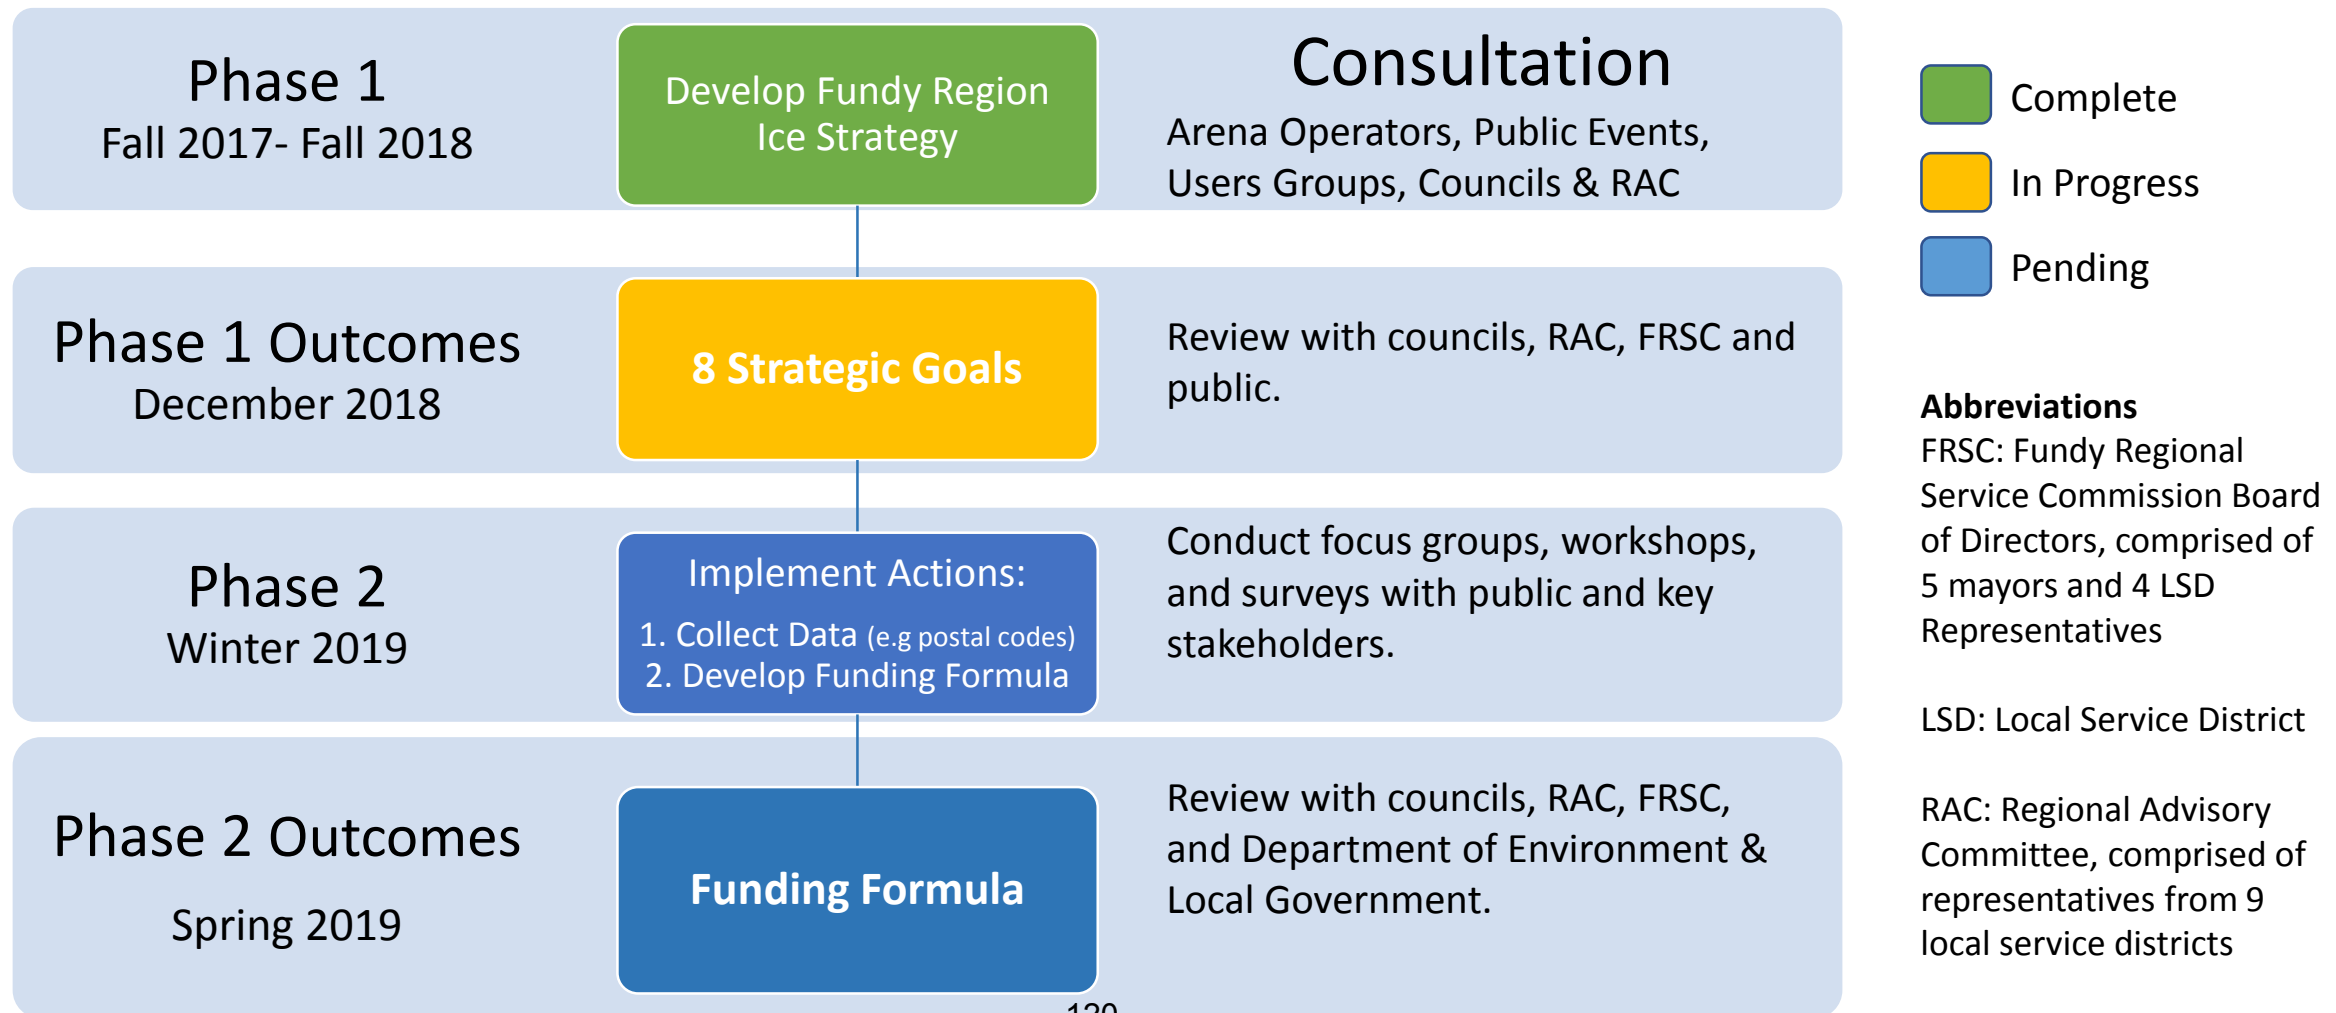 Phase 1
Fall 2017- Fall 2018
Develop Fundy Region
Ice Strategy
Consultation
Arena Operators, Public Events,
Users Groups, Councils & RAC
Phase 1 Outcomes
December 2018
8 Strategic Goals
Review with councils, RAC, FRSC and
public.
Phase 2
Winter 2019
Implement Actions:
1. Collect Data (e.g postal codes)
2. Develop Funding Formula
Conduct focus groups, workshops,
and surveys with public and key
stakeholders.
Phase 2 Outcomes
Spring 2019
Funding Formula
Review with councils, RAC, FRSC,
and Department of Environment &
Local Government.
Complete
In Progress
Pending
Abbreviations
FRSC: Fundy Regional
Service Commission Board
of Directors, comprised of
5 mayors and 4 LSD
Representatives
LSD: Local Service District
RAC: Regional Advisory
Committee, comprised of
representatives from 9
local service districts